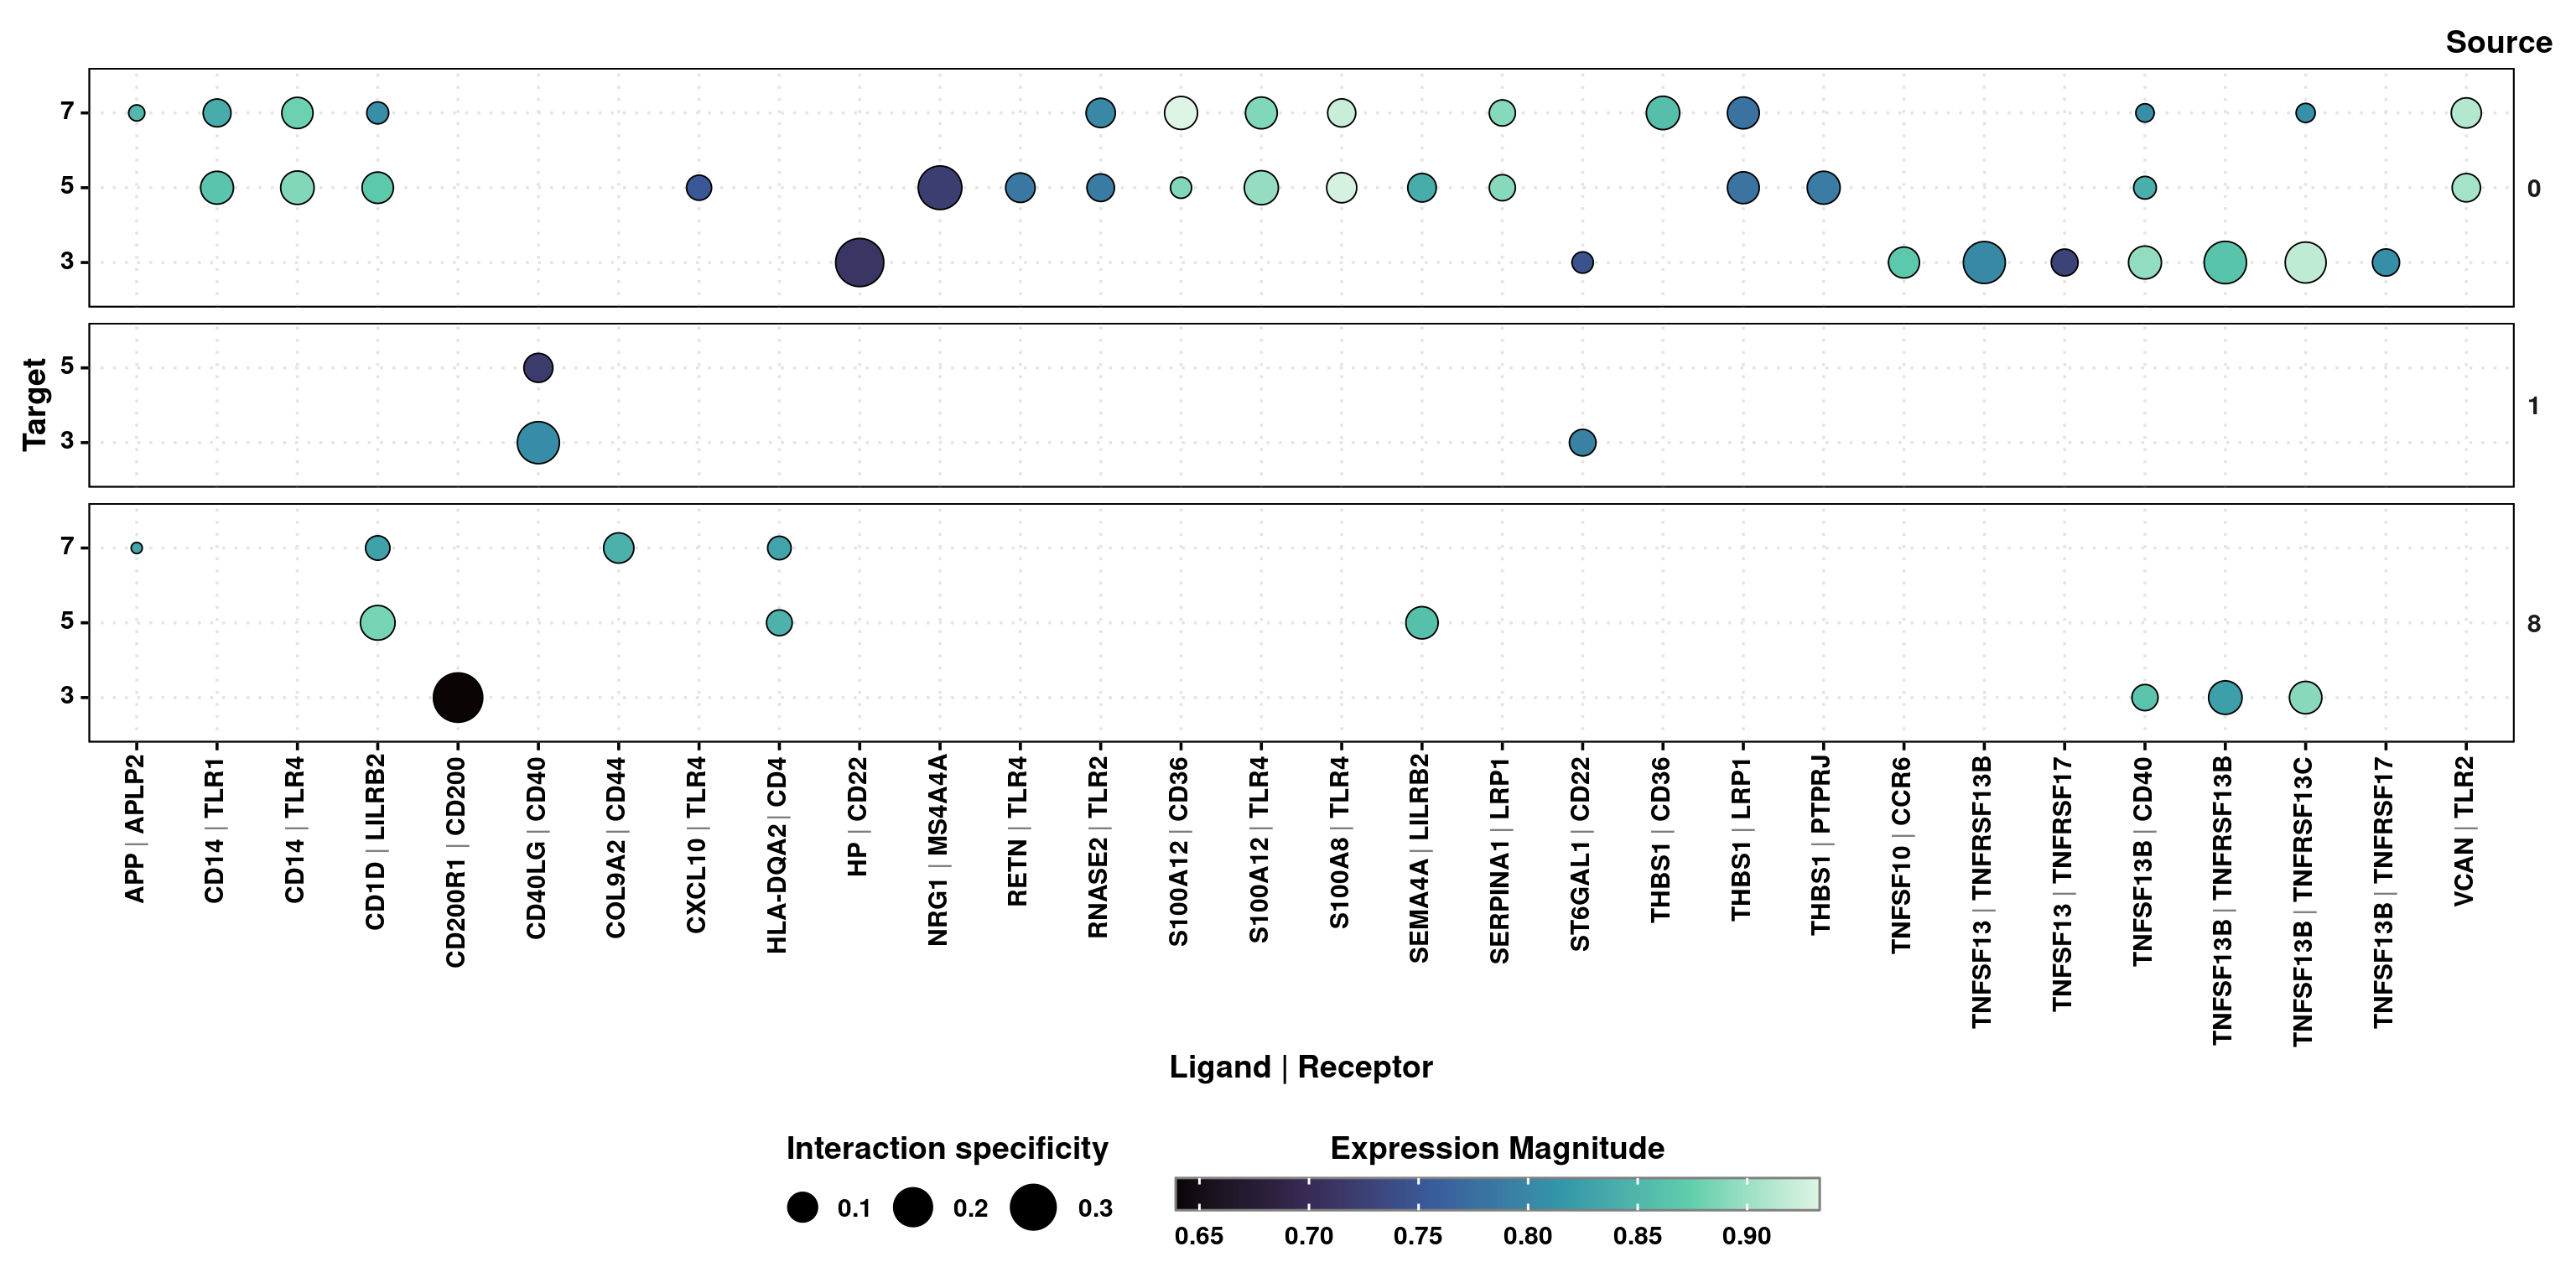 Source
7
5
3
0
Target
5
3
1
7
5
3
8
APP | APLP2
CD14 | TLR1
CD14 | TLR4
CD1D | LILRB2
CD200R1 | CD200
CD40LG | CD40
COL9A2 | CD44
CXCL10 | TLR4
HLA-DQA2 | CD4
HP | CD22
NRG1 | MS4A4A
RETN | TLR4
RNASE2 | TLR2
S100A12 | CD36
S100A12 | TLR4
S100A8 | TLR4
SEMA4A | LILRB2
SERPINA1 | LRP1
ST6GAL1 | CD22
THBS1 | CD36
THBS1 | LRP1
THBS1 | PTPRJ
TNFSF10 | CCR6
TNFSF13 | TNFRSF13B
TNFSF13 | TNFRSF17
TNFSF13B | CD40
TNFSF13B | TNFRSF13B
TNFSF13B | TNFRSF13C
TNFSF13B | TNFRSF17
VCAN | TLR2
Ligand | Receptor
Interaction specificity
0.1 0.2 0.3
Expression Magnitude
0.65 0.70 0.75 0.80 0.85 0.90